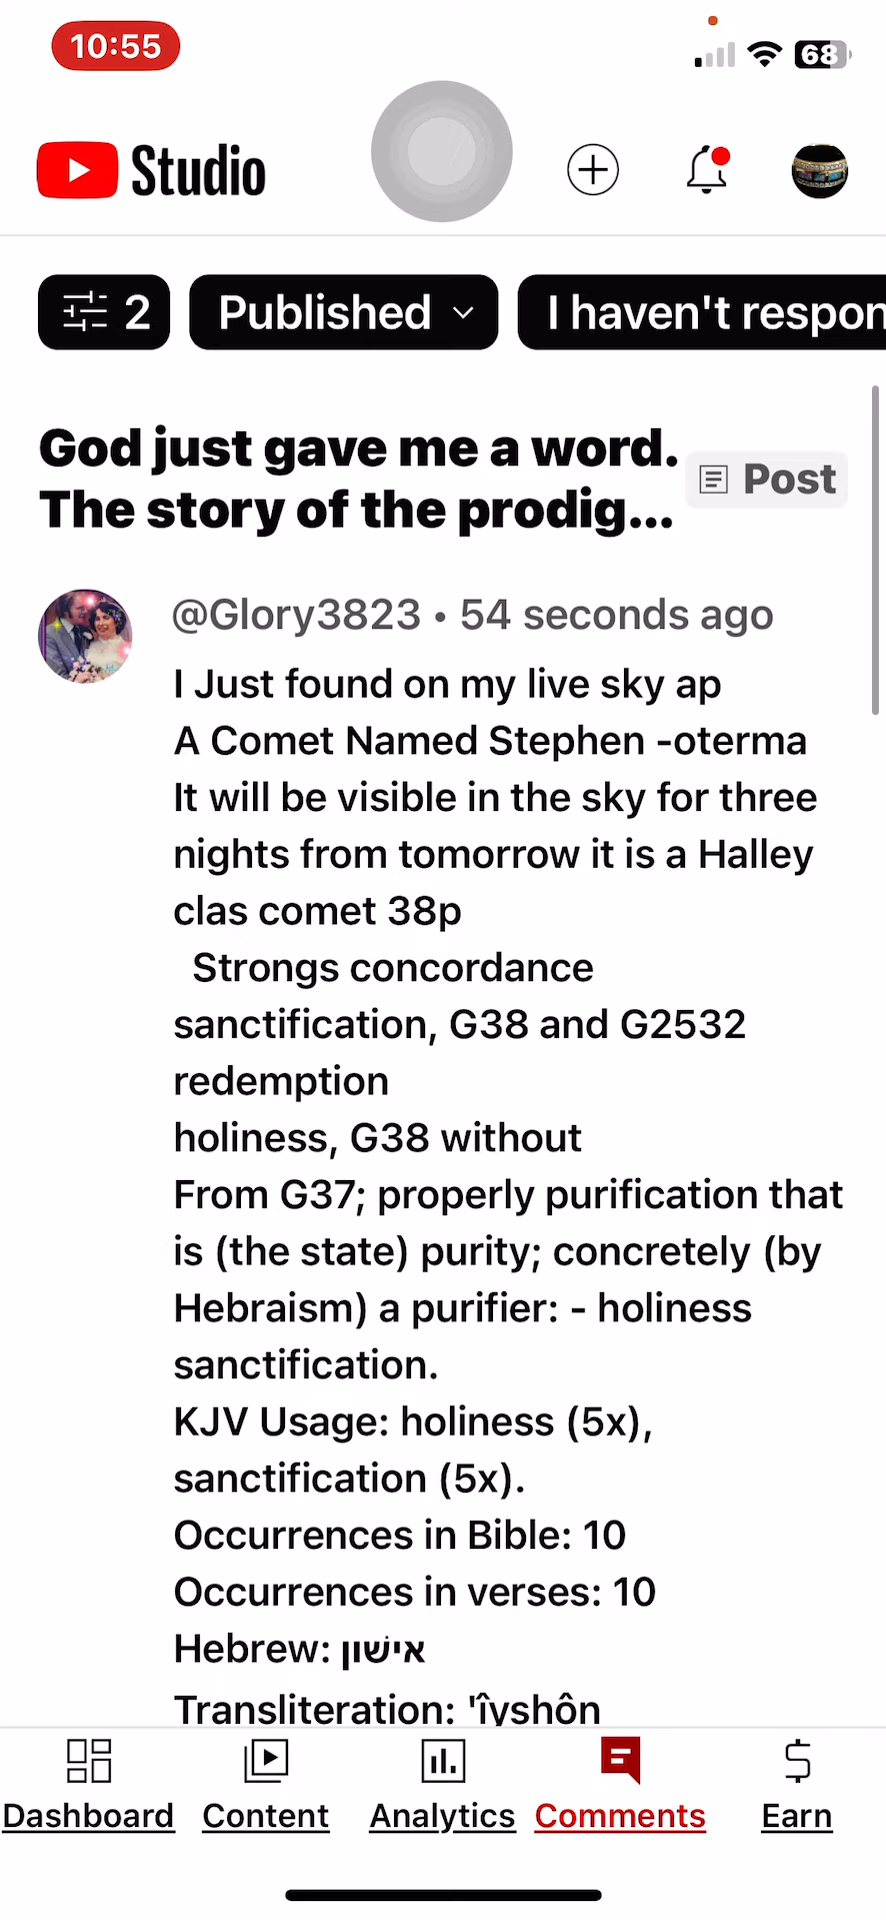 10:55
68
Studio
2
Published
I haven't respon
God just gave me a word.
The story of the prodig...
Post
@Glory3823 • 54 seconds ago
I Just found on my live sky ap
A Comet Named Stephen -oterma
It will be visible in the sky for three
nights from tomorrow it is a Halley
clas comet 38p
Strongs concordance
sanctification, G38 and G2532
redemption
holiness, G38 without
From G37; properly purification that
is (the state) purity; concretely (by
Hebraism) a purifier: - holiness
sanctification.
KJV Usage: holiness (5x),
sanctification (5x).
Occurrences in Bible: 10
Occurrences in verses: 10
Hebrew: אישׁון
Transliteration: 'îyshôn
Dashboard
Content
Analytics
Comments
Earn